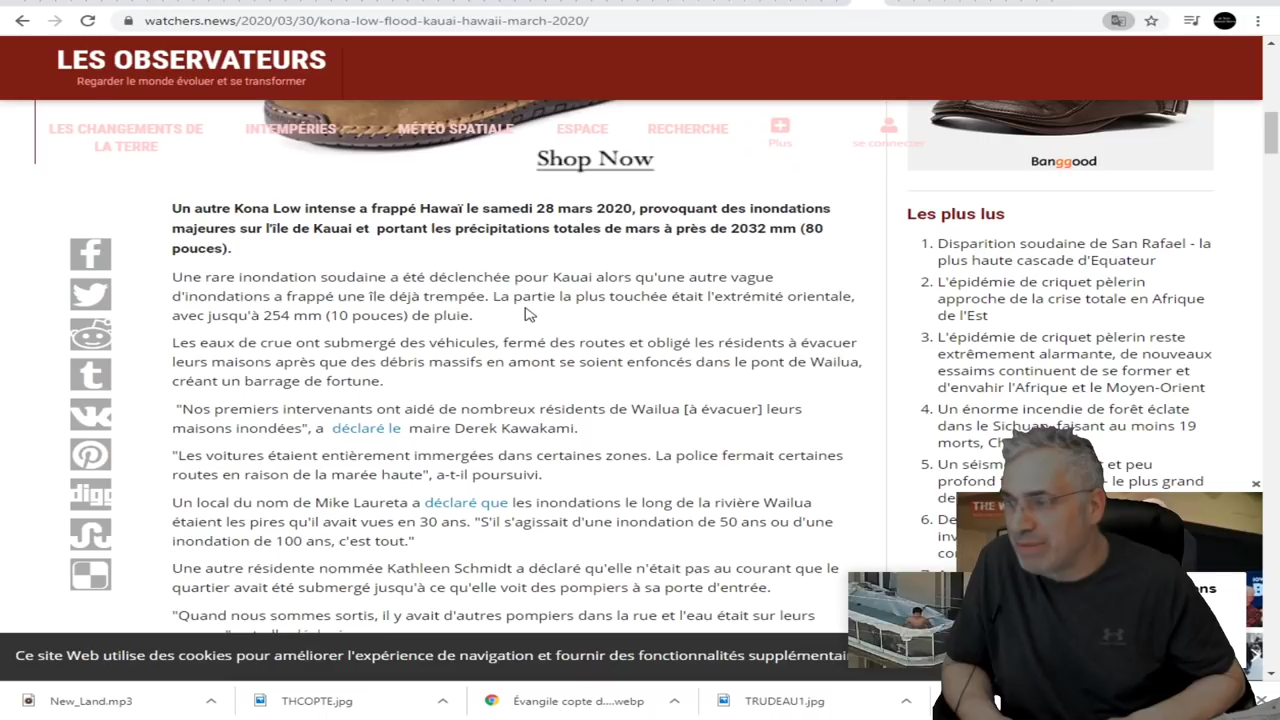 watchers.news/2020/03/30/kona-low-flood-kauai-hawaii-march-2020/
LES OBSERVATEURS
Regarder le monde évoluer et se transformer
LES CHANGEMENTS DE LA TERRE
INTEMPÉRIES
MÉTÉO SPATIALE
ESPACE
RECHERCHE
Plus
se connecter
Shop Now
Banggood
Un autre Kona Low intense a frappé Hawaï le samedi 28 mars 2020, provoquant des inondations
majeures sur l'île de Kauai et portant les précipitations totales de mars à près de 2032 mm (80
pouces).
Une rare inondation soudaine a été déclenchée pour Kauai alors qu'une autre vague
d'inondations a frappé une île déjà trempée. La partie la plus touchée était l'extrémité orientale,
avec jusqu'à 254 mm (10 pouces) de pluie.
Les eaux de crue ont submergé des véhicules, fermé des routes et obligé les résidents à évacuer
leurs maisons après que des débris massifs en amont se soient enfoncés dans le pont de Wailua,
créant un barrage de fortune.
"Nos premiers intervenants ont aidé de nombreux résidents de Wailua [à évacuer] leurs
maisons inondées", a déclaré le maire Derek Kawakami.
"Les voitures étaient entièrement immergées dans certaines zones. La police fermait certaines
routes en raison de la marée haute", a-t-il poursuivi.
Un local du nom de Mike Laureta a déclaré que les inondations le long de la rivière Wailua
étaient les pires qu'il avait vues en 30 ans. "S'il s'agissait d'une inondation de 50 ans ou d'une
inondation de 100 ans, c'est tout."
Une autre résidente nommée Kathleen Schmidt a déclaré qu'elle n'était pas au courant que le
quartier avait été submergé jusqu'à ce qu'elle voit des pompiers à sa porte d'entrée.
"Quand nous sommes sortis, il y avait d'autres pompiers dans la rue et l'eau était sur leurs
Les plus lus
1. Disparition soudaine de San Rafael - la
plus haute cascade d'Equateur
2. L'épidémie de criquet pèlerin
approche de la crise totale en Afrique
de l'Est
3. L'épidémie de criquet pèlerin reste
extrêmement alarmante, de nouveaux
essaims continuent de se former et
d'envahir l'Afrique et le Moyen-Orient
4. Un énorme incendie de forêt éclate
dans le Sichuan, faisant au moins 19
morts,
5. Un et peu
profond
- le plus grand
6.
digg
Ce site Web utilise des cookies pour améliorer l'expérience de navigation et fournir des fonctionnalités
New_Land.mp3
THCOPTE.jpg
Évangile copte d....webp
TRUDEAU1.jpg